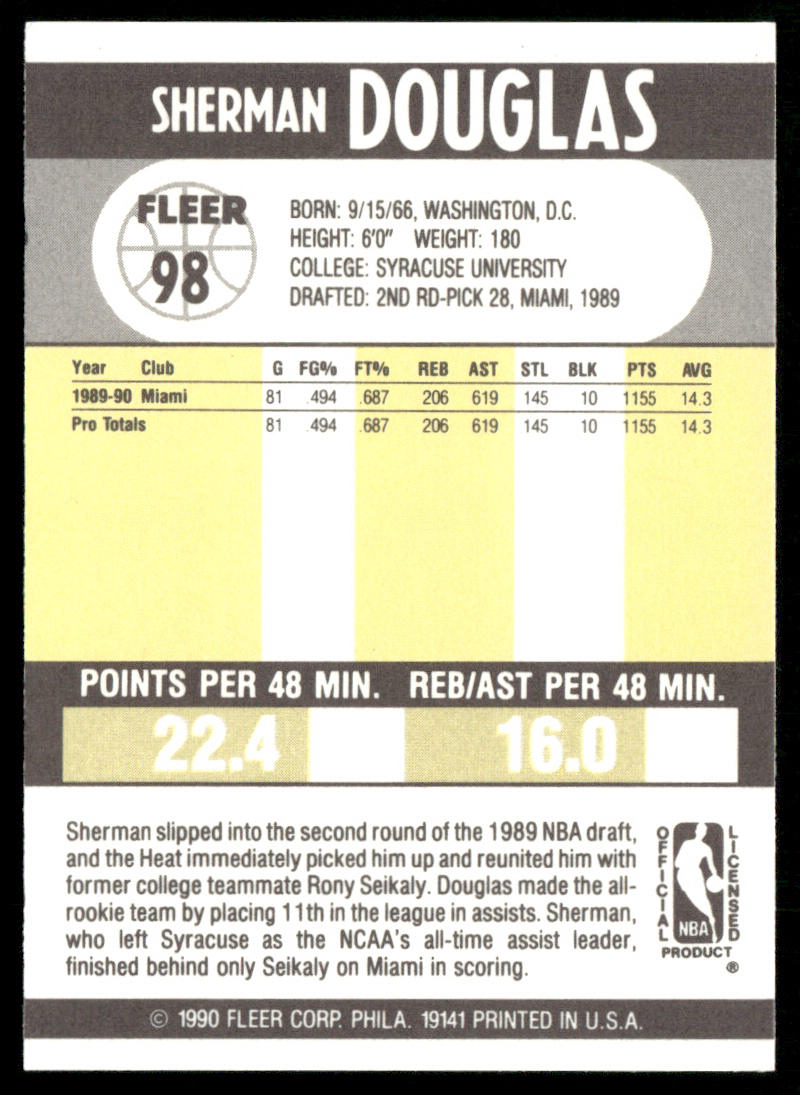 SHERMAN DOUGLAS
FLEER
98
BORN: 9/15/66, WASHINGTON, D.C.
HEIGHT: 6'0" WEIGHT: 180
COLLEGE: SYRACUSE UNIVERSITY
DRAFTED: 2ND RD-PICK 28, MIAMI, 1989
Year Club G FG% FT% REB AST STL BLK PTS AVG
1989-90 Miami 81 .494 .687 206 619 145 10 1155 14.3
Pro Totals 81 .494 .687 206 619 145 10 1155 14.3
POINTS PER 48 MIN. REB/AST PER 48 MIN.
22.4 16.0
Sherman slipped into the second round of the 1989 NBA draft,
and the Heat immediately picked him up and reunited him with
former college teammate Rony Seikaly. Douglas made the all-
rookie team by placing 11th in the league in assists. Sherman,
who left Syracuse as the NCAA's all-time assist leader,
finished behind only Seikaly on Miami in scoring.
OFFICIAL
LICENSED
NBA
PRODUCT
®
© 1990 FLEER CORP. PHILA. 19141 PRINTED IN U.S.A.